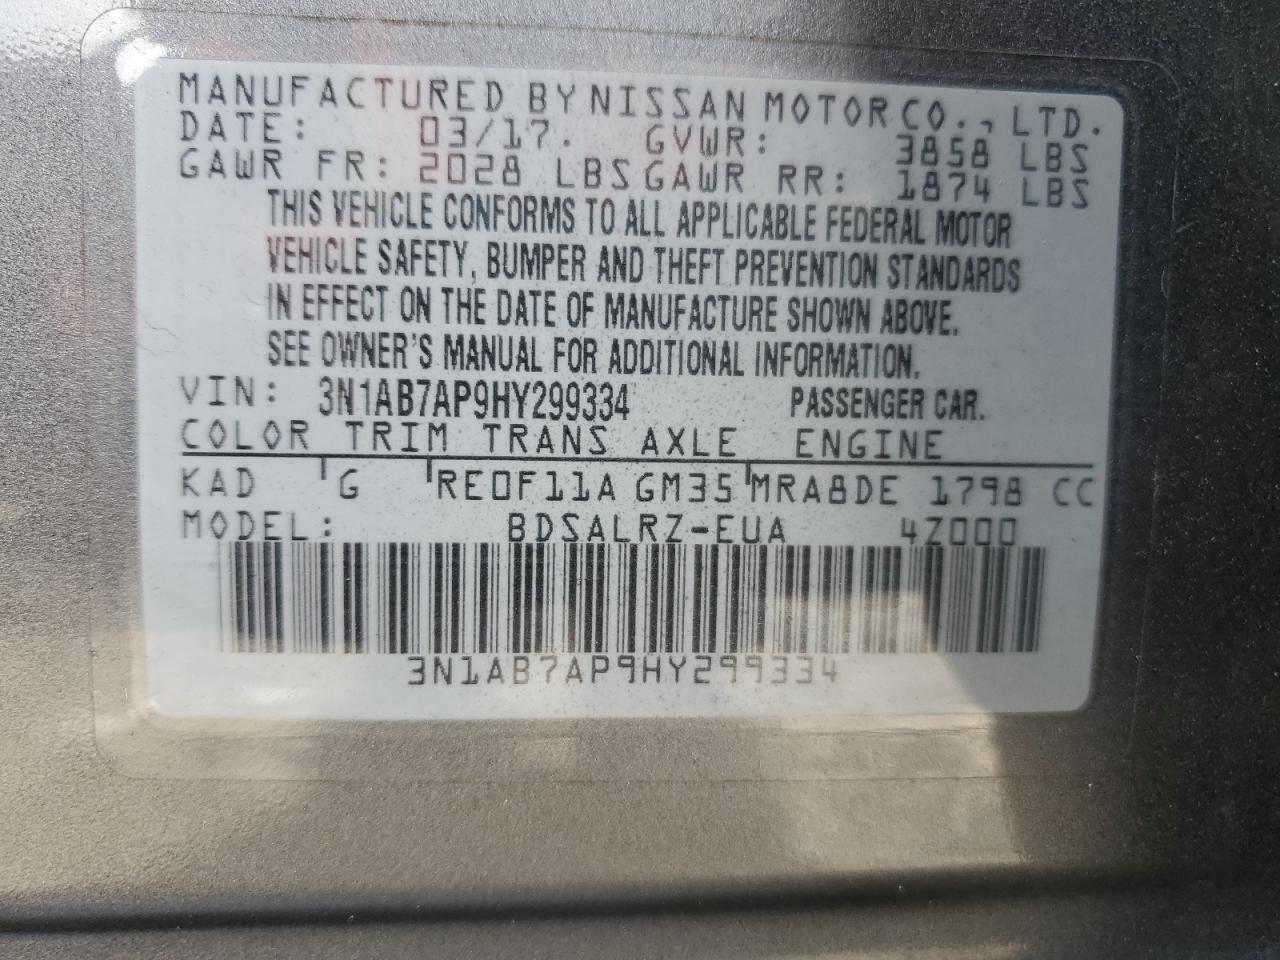 MANUFACTURED BY NISSAN MOTOR CO., LTD.
DATE: 03/17. GVWR: 3858 LBS
GAWR FR: 2028 LBS GAWR RR: 1874 LBS
THIS VEHICLE CONFORMS TO ALL APPLICABLE FEDERAL MOTOR
VEHICLE SAFETY, BUMPER AND THEFT PREVENTION STANDARDS
IN EFFECT ON THE DATE OF MANUFACTURE SHOWN ABOVE.
SEE OWNER'S MANUAL FOR ADDITIONAL INFORMATION.
VIN: 3N1AB7AP9HY299334 PASSENGER CAR.
COLOR TRIM TRANS AXLE ENGINE
KAD G RE0F11A GM35 MRA8DE 1798 CC
MODEL: BDSALRZ-EUA 4Z000
3N1AB7AP9HY299334